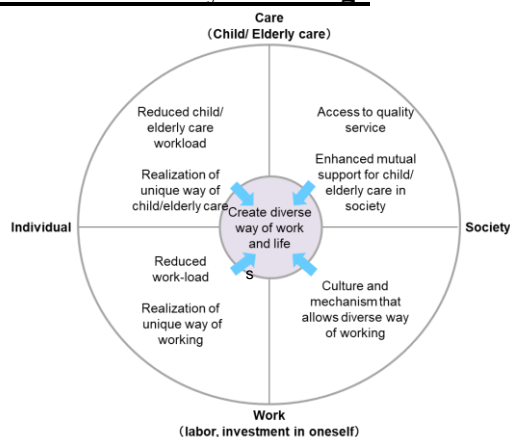 Care
(Child/ Elderly care)
Reduced child/
elderly care
workload
Realization of
unique way of
child/elderly care
Access to quality
service
Enhanced mutual
support for child/
elderly care in
society
Individual
Create diverse
way of work
and life
s
Society
Reduced
work-load
Realization of
unique way of
working
Culture and
mechanism that
allows diverse way
of working
Work
(labor, investment in oneself)